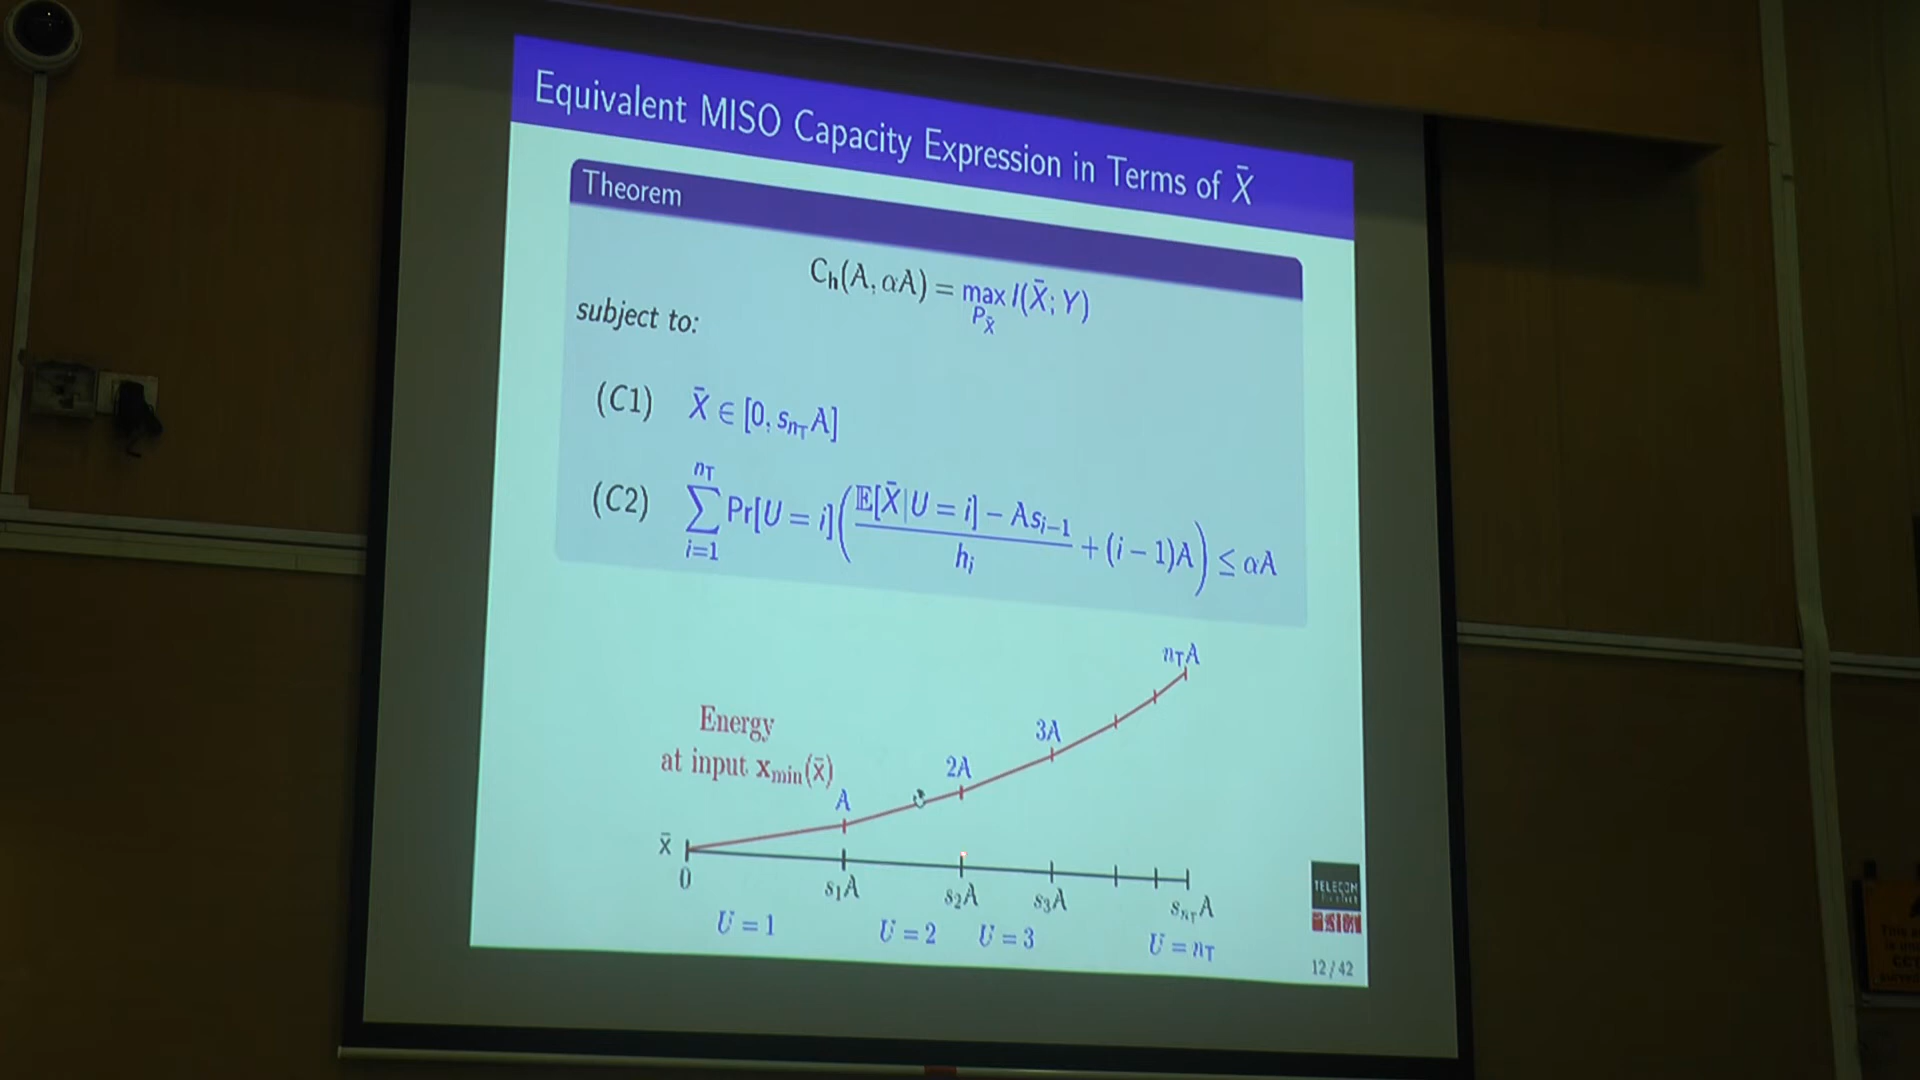 Equivalent MISO Capacity Expression in Terms of X̄
Theorem
C_h(A, αA) = max_{P_X̄} I(X̄; Y)
subject to:
(C1) X̄ ∈ [0, s_{n_T} A]
(C2) ∑_{i=1}^{n_T} Pr[U = i] ( (𝔼[X̄|U = i] − As_{i−1}) / h_i + (i − 1)A ) ≤ αA
n_T A
3A
Energy
at input x_min(x̄)
2A
A
x̄
0
s_1A
s_2A
s_3A
s_{n_T}A
U = 1
U = 2
U = 3
U = n_T
TELECOM
12 / 42